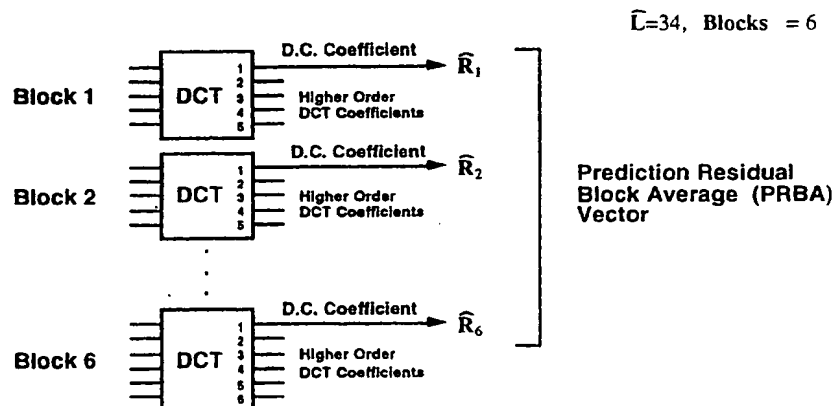 L̂=34, Blocks = 6
D.C. Coefficient
R̂1
Block 1
DCT
1
2
3
4
5
Higher Order
DCT Coefficients
D.C. Coefficient
R̂2
Block 2
DCT
1
2
3
4
5
Higher Order
DCT Coefficients
Prediction Residual
Block Average (PRBA)
Vector
D.C. Coefficient
R̂6
Block 6
DCT
1
2
3
4
5
6
Higher Order
DCT Coefficients